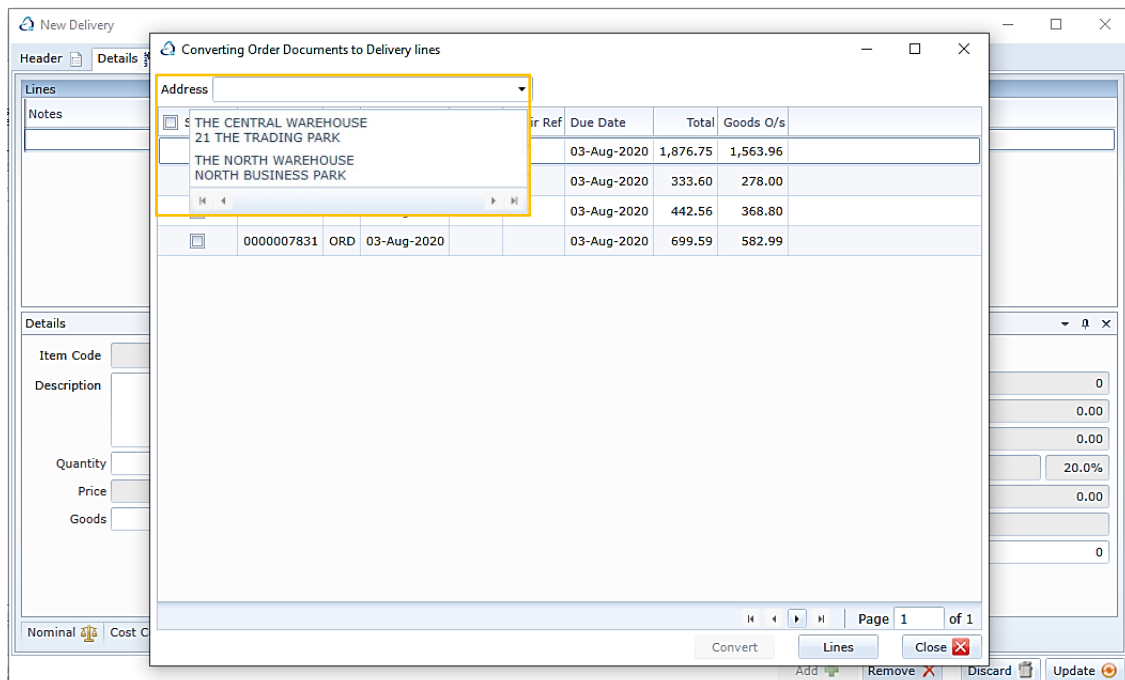 New Delivery
Header
Details
Lines
Notes
Converting Order Documents to Delivery lines
Address
THE CENTRAL WAREHOUSE
21 THE TRADING PARK
THE NORTH WAREHOUSE
NORTH BUSINESS PARK
Ref Due Date Total Goods O/s
03-Aug-2020 1,876.75 1,563.96
03-Aug-2020 333.60 278.00
03-Aug-2020 442.56 368.80
0000007831 ORD 03-Aug-2020 03-Aug-2020 699.59 582.99
Details
Item Code
Description
Quantity
Price
Goods
0
0.00
0.00
20.0%
0.00
0
Nominal
Cost C
Page 1 of 1
Convert Lines Close
Add Remove Discard Update